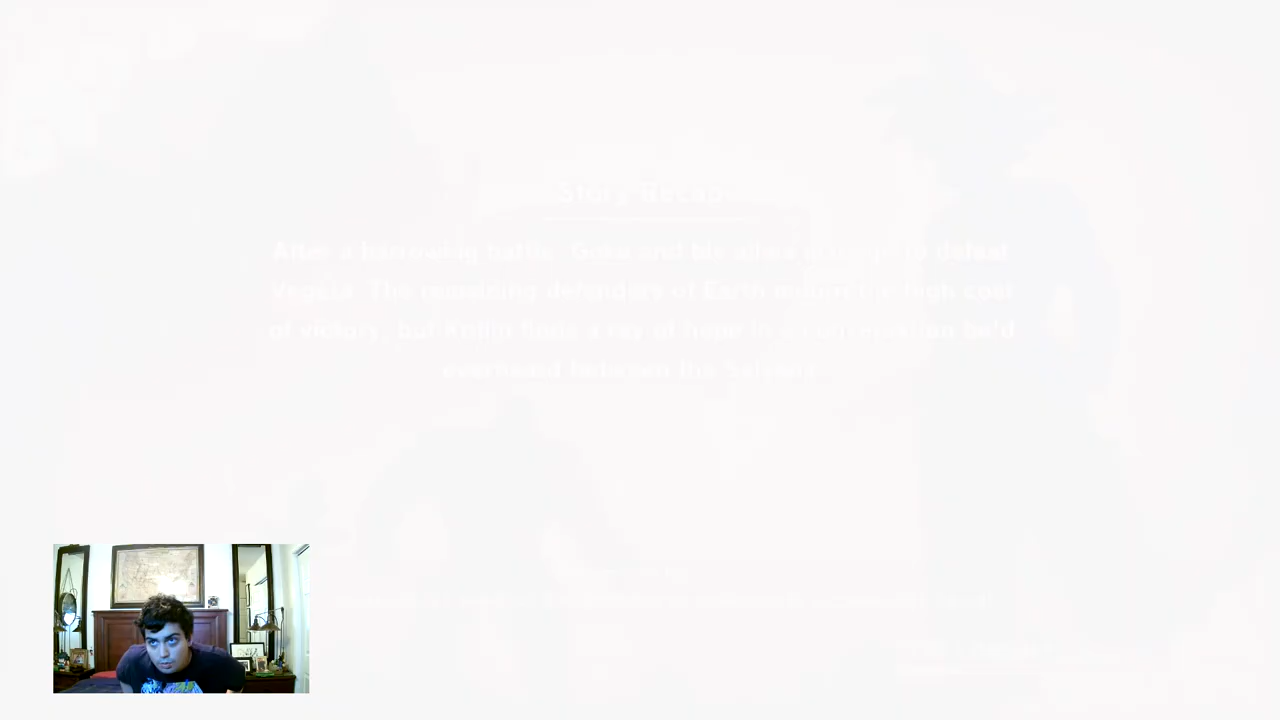 Story Recap
After a harrowing battle, Goku and his allies manage to defeat
Vegeta. The remaining defenders of Earth mourn the high cost
of victory, but Krillin finds a ray of hope in a conversation he'd
overheard between the Saiyans.